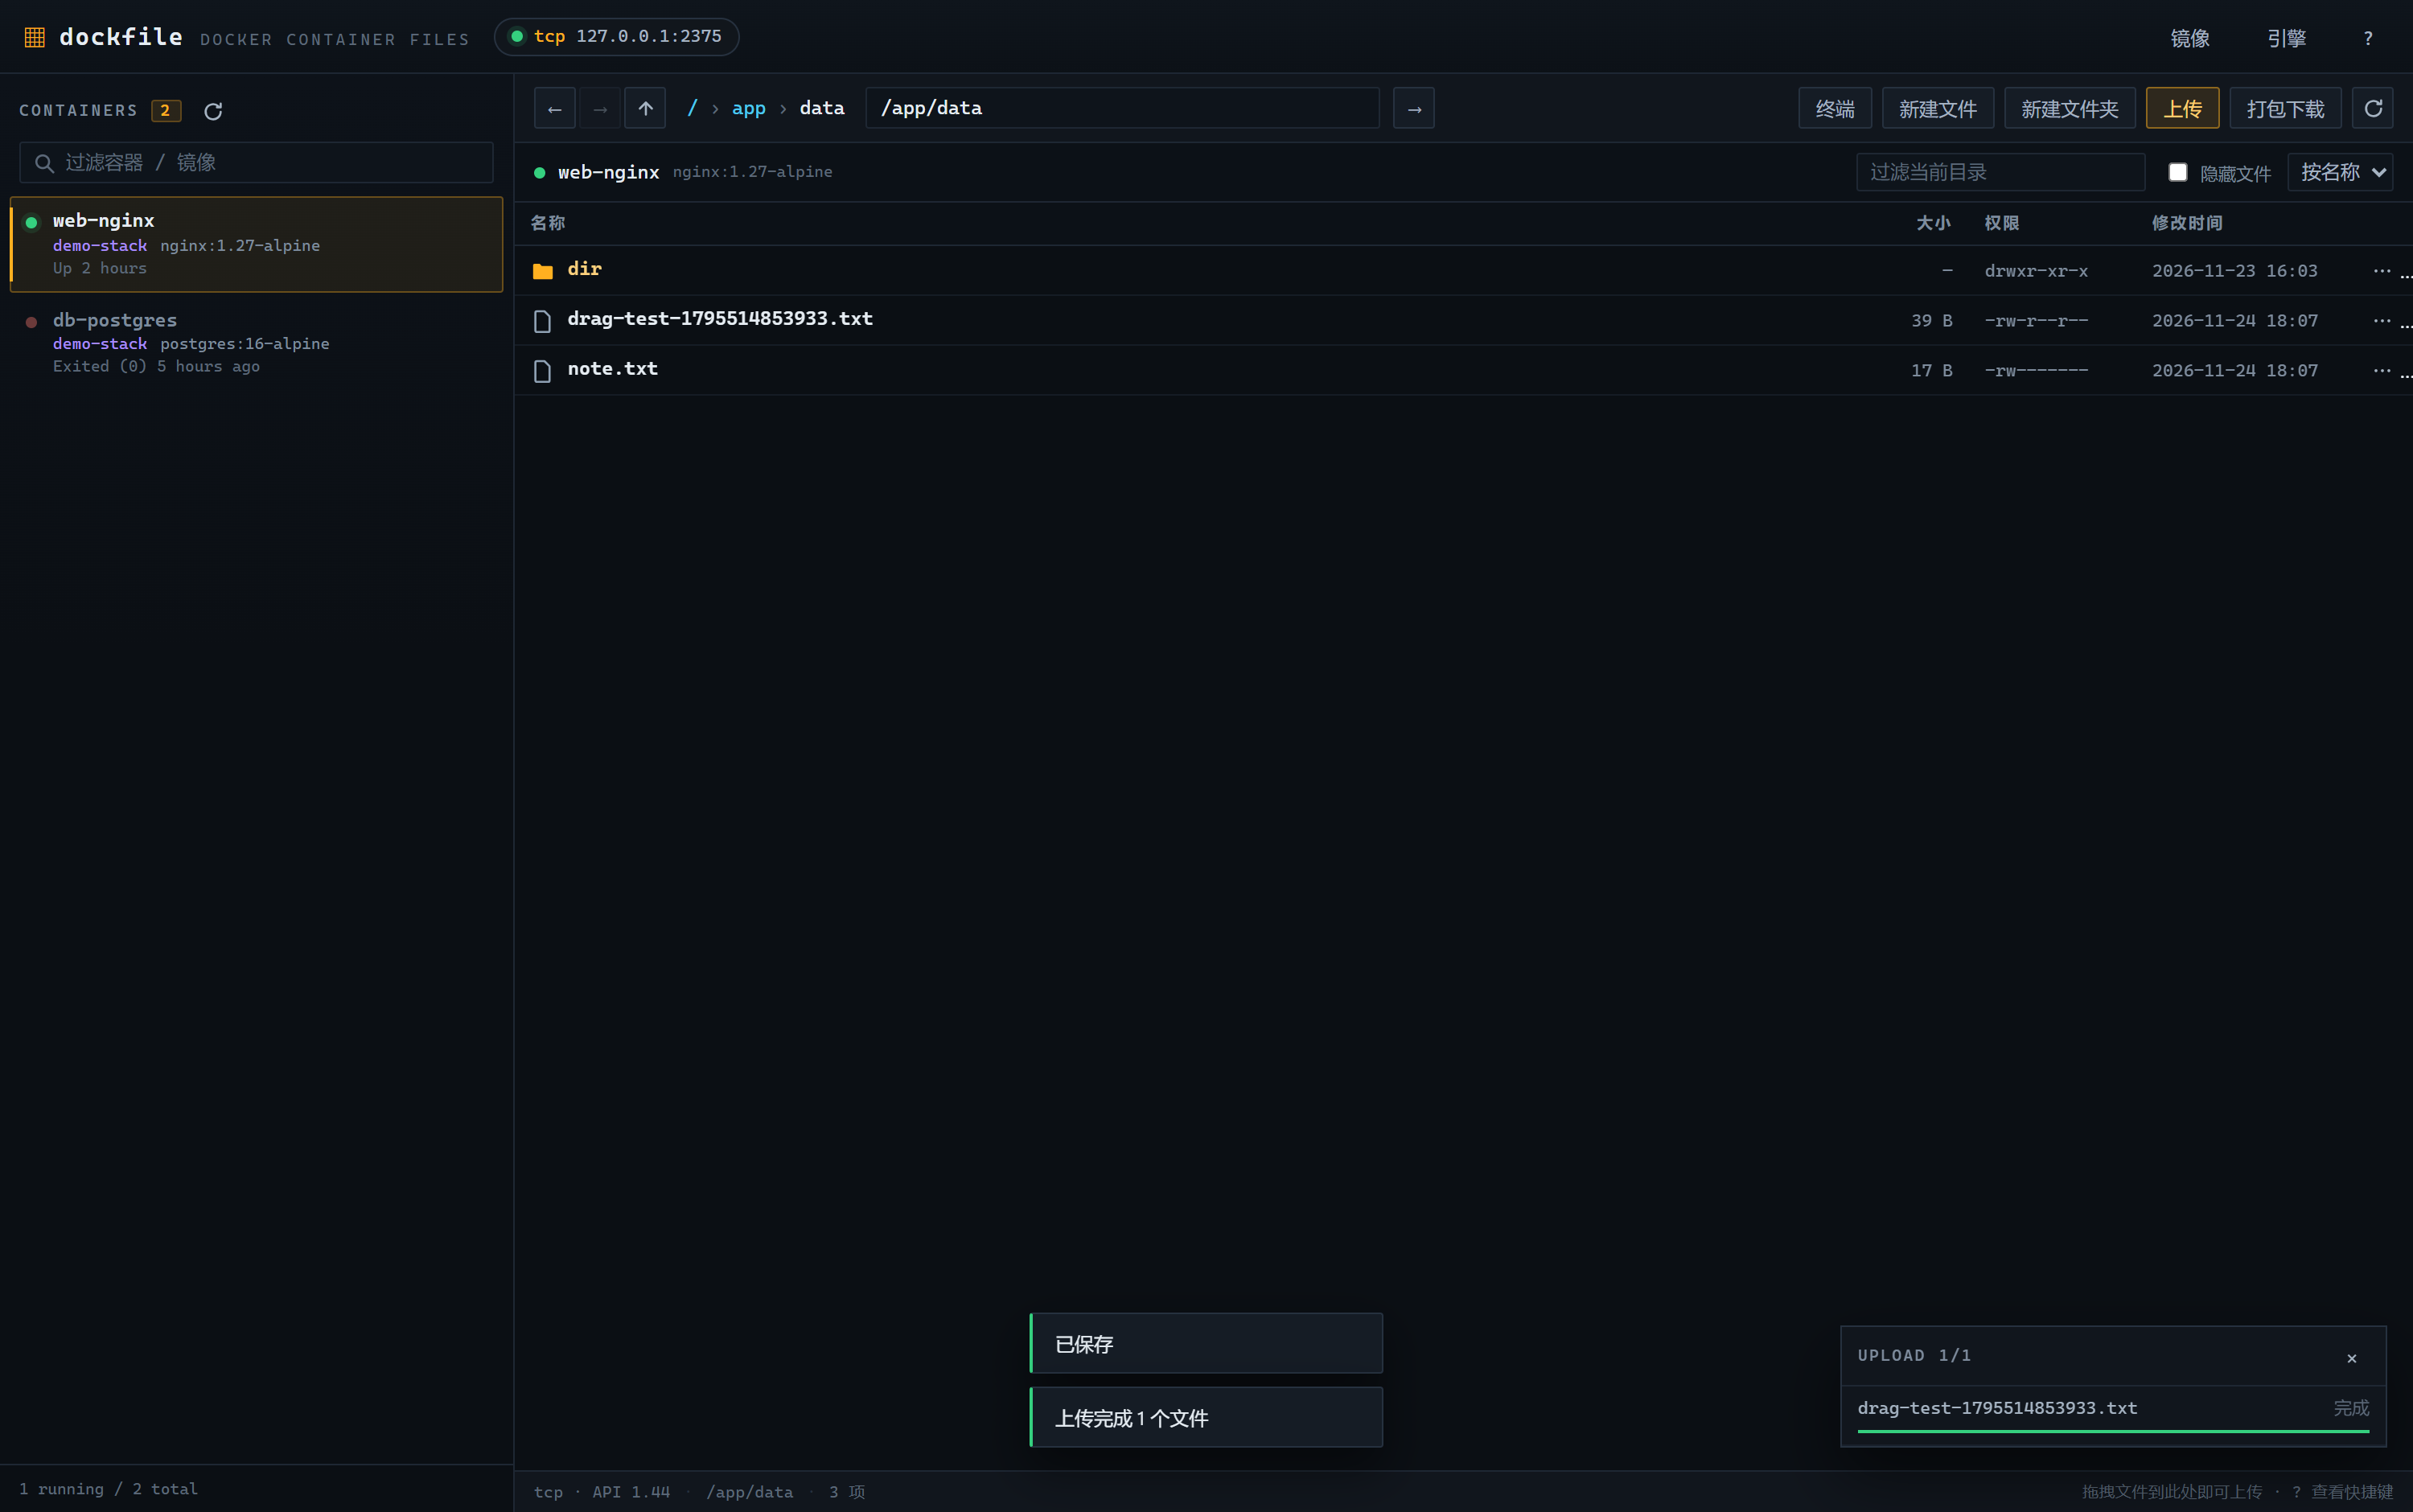 dockfile DOCKER CONTAINER FILES tcp 127.0.0.1:2375 镜像 引擎 ?
CONTAINERS 2
过滤容器 / 镜像
web-nginx
demo-stack nginx:1.27-alpine
Up 2 hours
db-postgres
demo-stack postgres:16-alpine
Exited (0) 5 hours ago
1 running / 2 total
← → ↑ / › app › data /app/data → 终端 新建文件 新建文件夹 上传 打包下载
web-nginx nginx:1.27-alpine 过滤当前目录 隐藏文件 按名称
名称 大小 权限 修改时间
dir — drwxr-xr-x 2026-11-23 16:03 ⋯ …
drag-test-1795514853933.txt 39 B -rw-r--r-- 2026-11-24 18:07 ⋯ …
note.txt 17 B -rw------- 2026-11-24 18:07 ⋯ …
已保存
上传完成 1 个文件
UPLOAD 1/1 ×
drag-test-1795514853933.txt 完成
tcp · API 1.44 · /app/data · 3 项 拖拽文件到此处即可上传 · ? 查看快捷键